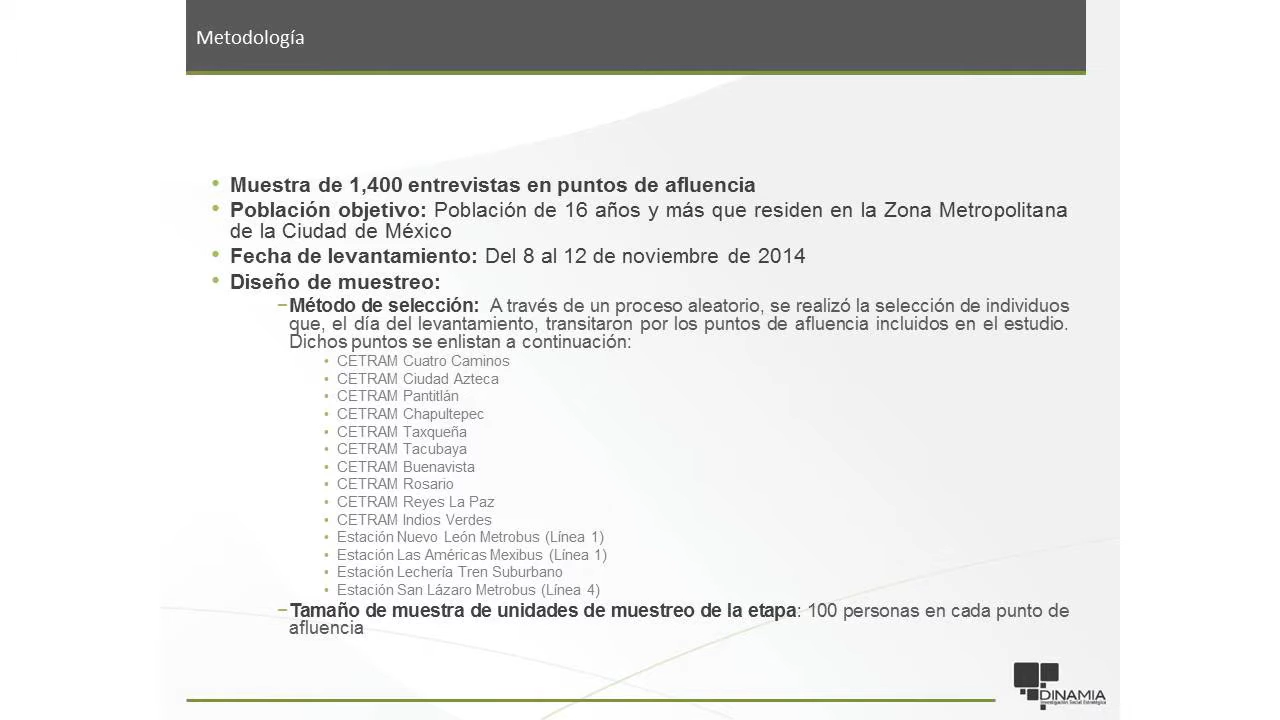 Metodología
• Muestra de 1,400 entrevistas en puntos de afluencia
• Población objetivo: Población de 16 años y más que residen en la Zona Metropolitana
de la Ciudad de México
• Fecha de levantamiento: Del 8 al 12 de noviembre de 2014
• Diseño de muestreo:
–Método de selección: A través de un proceso aleatorio, se realizó la selección de individuos
que, el día del levantamiento, transitaron por los puntos de afluencia incluidos en el estudio.
Dichos puntos se enlistan a continuación:
• CETRAM Cuatro Caminos
• CETRAM Ciudad Azteca
• CETRAM Pantitlán
• CETRAM Chapultepec
• CETRAM Taxqueña
• CETRAM Tacubaya
• CETRAM Buenavista
• CETRAM Rosario
• CETRAM Reyes La Paz
• CETRAM Indios Verdes
• Estación Nuevo León Metrobus (Línea 1)
• Estación Las Américas Mexibus (Línea 1)
• Estación Lechería Tren Suburbano
• Estación San Lázaro Metrobus (Línea 4)
–Tamaño de muestra de unidades de muestreo de la etapa: 100 personas en cada punto de
afluencia
DINAMIA
Investigación Social Estratégica